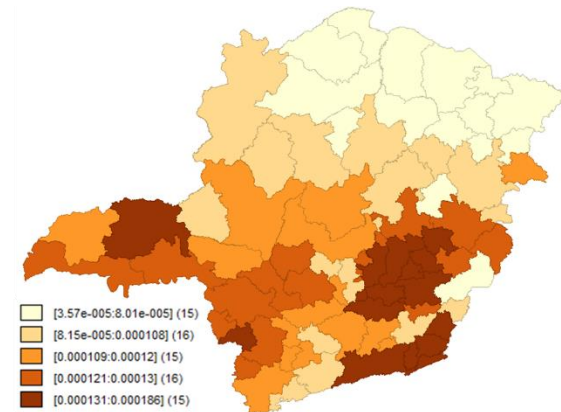 [3.57e-005:8.01e-005] (15)
[8.15e-005:0.000108] (16)
[0.000109:0.00012] (15)
[0.000121:0.00013] (16)
[0.000131:0.000186] (15)